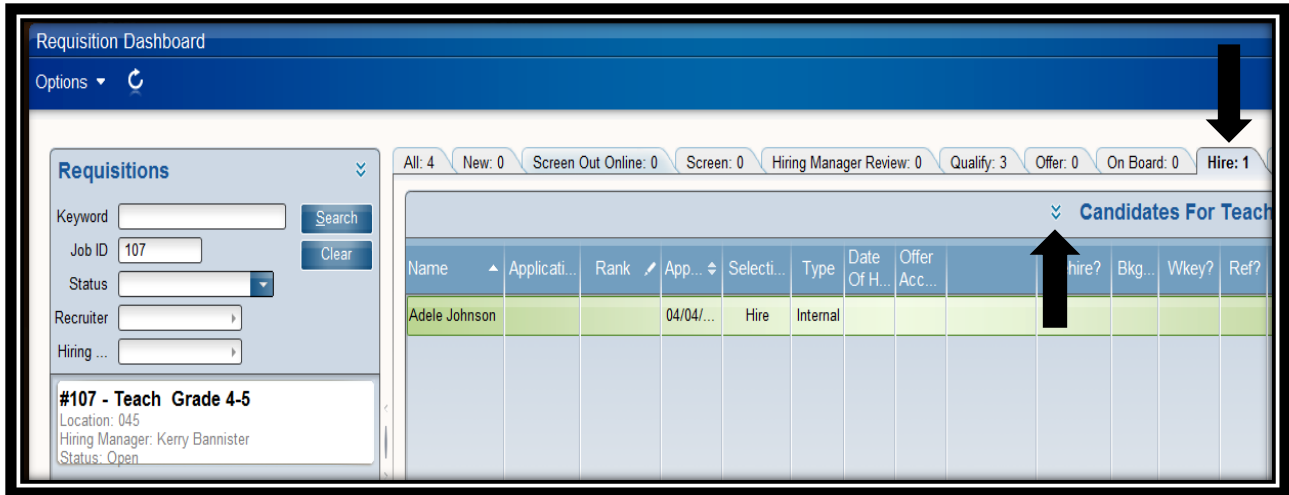 Requisition Dashboard
Options
Requisitions
Keyword
Search
Job ID 107
Clear
Status
Recruiter
Hiring ...
#107 - Teach Grade 4-5
Location: 045
Hiring Manager: Kerry Bannister
Status: Open
All: 4 New: 0 Screen Out Online: 0 Screen: 0 Hiring Manager Review: 0 Qualify: 3 Offer: 0 On Board: 0 Hire: 1
Candidates For Teach
Name Applicati... Rank App... Selecti... Type Date Of H... Offer Acc... hire? Bkg... Wkey? Ref?
Adele Johnson 04/04/... Hire Internal